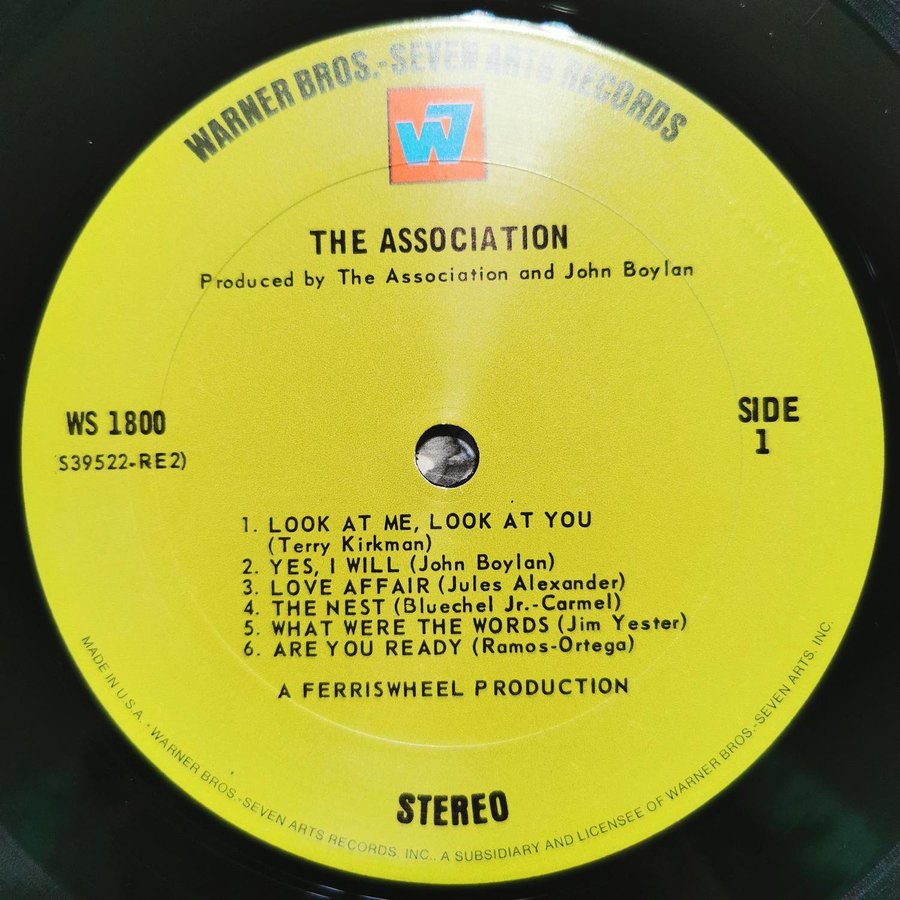 WARNER BROS.-SEVEN ARTS RECORDS
W7
THE ASSOCIATION
Produced by The Association and John Boylan
WS 1800
S39522-RE2)
SIDE
1
1. LOOK AT ME, LOOK AT YOU
(Terry Kirkman)
2. YES, I WILL (John Boylan)
3. LOVE AFFAIR (Jules Alexander)
4. THE NEST (Bluechel Jr.-Carmel)
5. WHAT WERE THE WORDS (Jim Yester)
6. ARE YOU READY (Ramos-Ortega)
A FERRISWHEEL PRODUCTION
STEREO
MADE IN U.S.A. • WARNER BROS.-SEVEN ARTS RECORDS, INC., A SUBSIDIARY AND LICENSEE OF WARNER BROS.-SEVEN ARTS, INC.